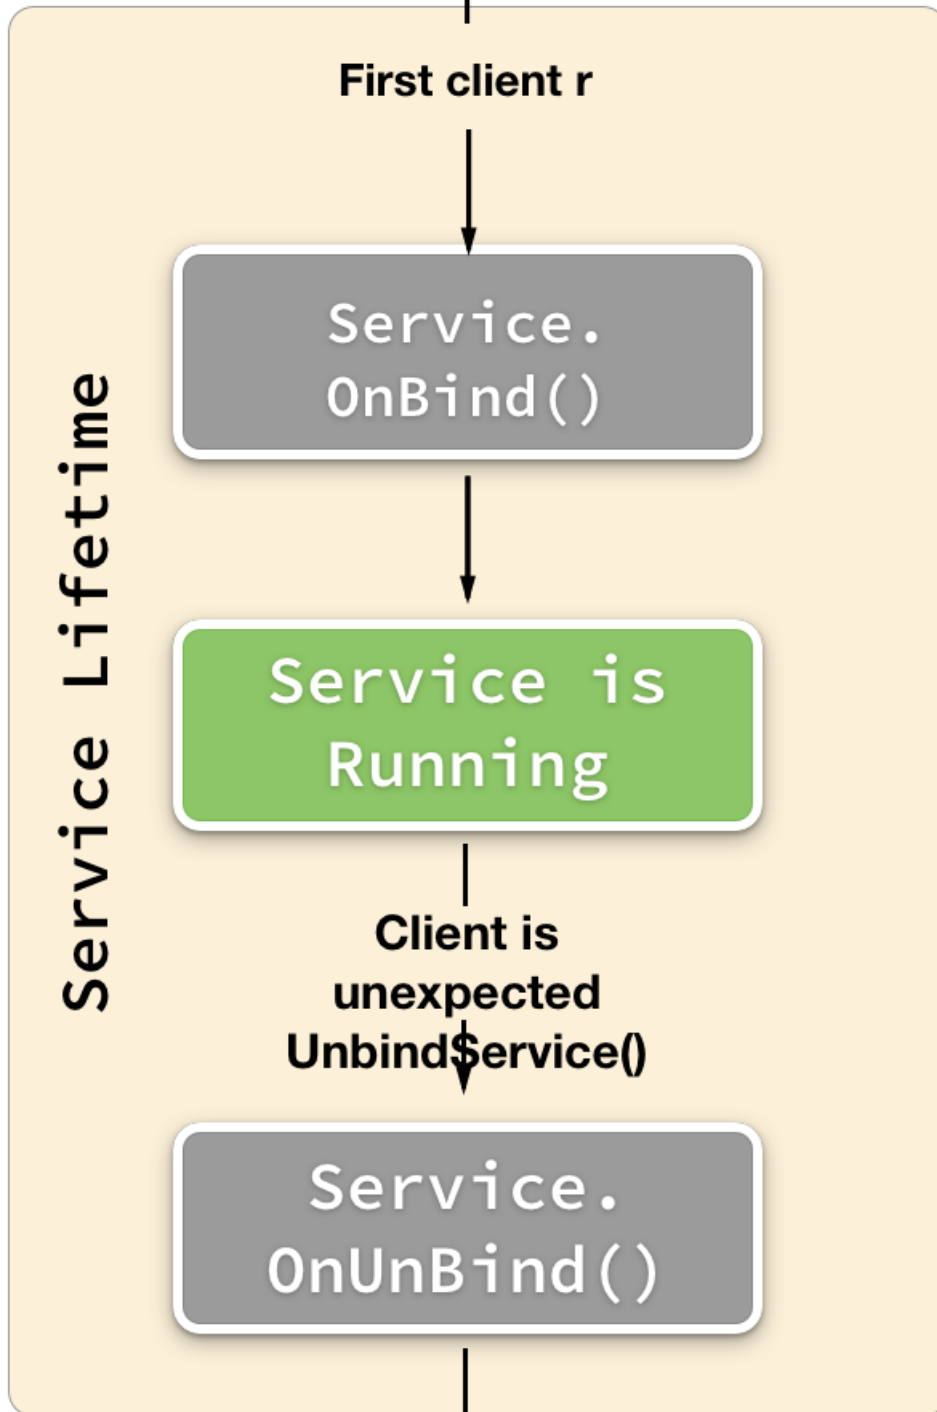 First client r
Service.
OnBind()
Service Lifetime
Service is
Running
Client is
unexpected
UnbindService()
Service.
OnUnBind()